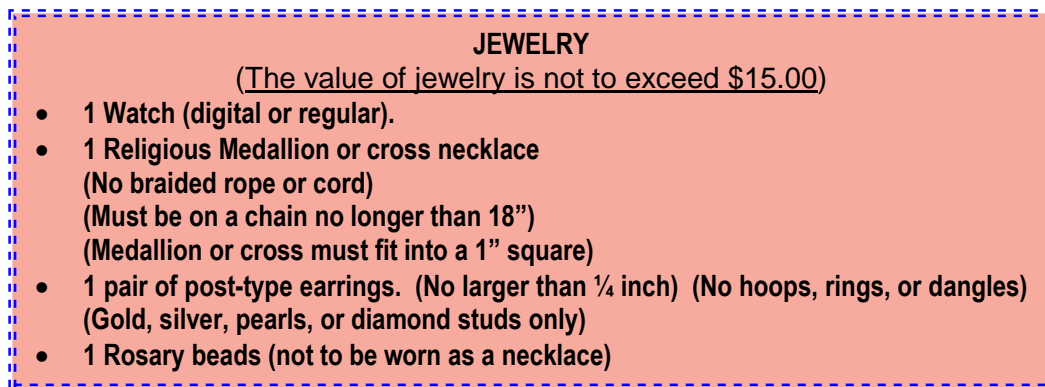 JEWELRY
(The value of jewelry is not to exceed $15.00)
• 1 Watch (digital or regular).
• 1 Religious Medallion or cross necklace
(No braided rope or cord)
(Must be on a chain no longer than 18”)
(Medallion or cross must fit into a 1” square)
• 1 pair of post-type earrings. (No larger than ¼ inch) (No hoops, rings, or dangles)
(Gold, silver, pearls, or diamond studs only)
• 1 Rosary beads (not to be worn as a necklace)